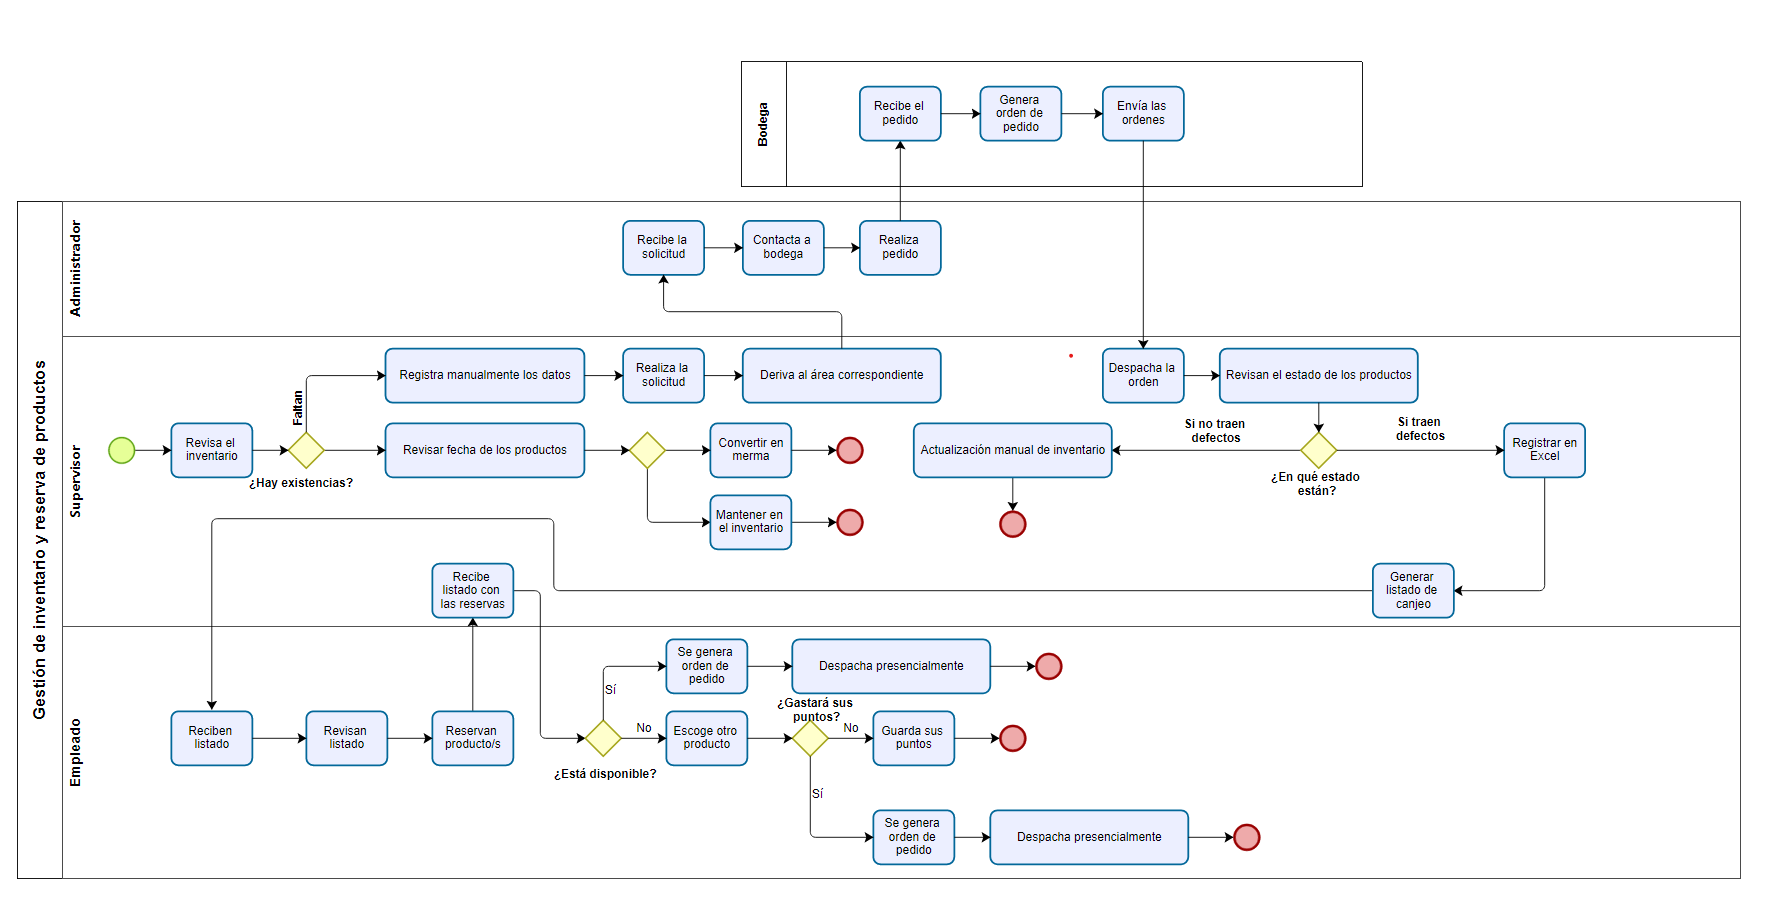 Bodega
Recibe el
pedido
Genera
orden de
pedido
Envía las
ordenes
Gestión de inventario y reserva de productos
Administrador
Recibe la
solicitud
Contacta a
bodega
Realiza
pedido
Supervisor
Registra manualmente los datos
Realiza la
solicitud
Deriva al área correspondiente
Despacha la
orden
Revisan el estado de los productos
Faltan
Revisa el
inventario
¿Hay existencias?
Revisar fecha de los productos
Convertir en
merma
Mantener en
el inventario
Actualización manual de inventario
Si no traen
defectos
Si traen
defectos
¿En qué estado
están?
Registrar en
Excel
Recibe
listado con
las reservas
Generar
listado de
canjeo
Empleado
Reciben
listado
Revisan
listado
Reservan
producto/s
¿Está disponible?
Sí
Se genera
orden de
pedido
Despacha presencialmente
No
Escoge otro
producto
¿Gastará sus
puntos?
No
Guarda sus
puntos
Sí
Se genera
orden de
pedido
Despacha presencialmente